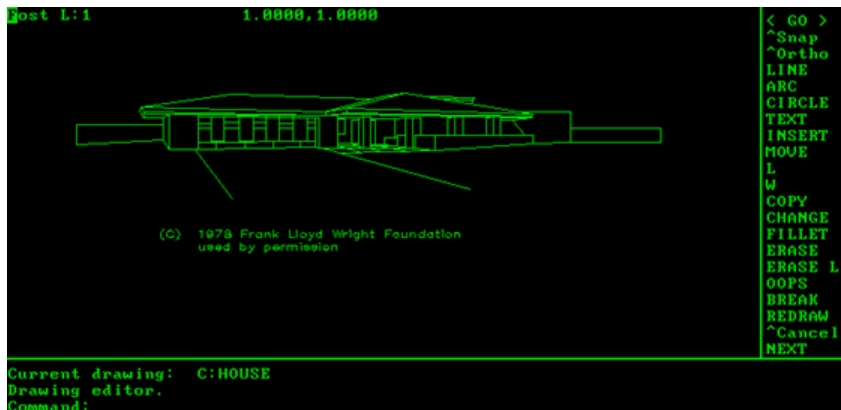 Post L:1 1.0000,1.0000
(C) 1978 Frank Lloyd Wright Foundation
used by permission
< GO >
^Snap
^Ortho
LINE
ARC
CIRCLE
TEXT
INSERT
MOVE
L
W
COPY
CHANGE
FILLET
ERASE
ERASE L
OOPS
BREAK
REDRAW
^Cancel
NEXT
Current drawing: C:HOUSE
Drawing editor.
Command: